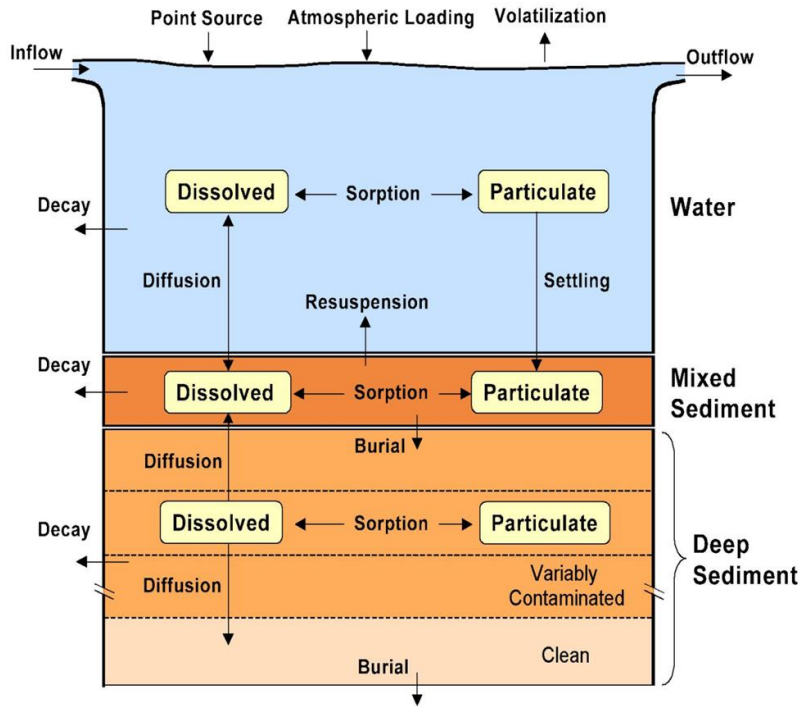 Point Source
Atmospheric Loading
Volatilization
Inflow
Outflow
Dissolved
Sorption
Particulate
Decay
Water
Diffusion
Settling
Resuspension
Decay
Dissolved
Sorption
Particulate
Mixed
Sediment
Burial
Diffusion
Dissolved
Sorption
Particulate
Decay
Deep
Sediment
Diffusion
Variably
Contaminated
Clean
Burial